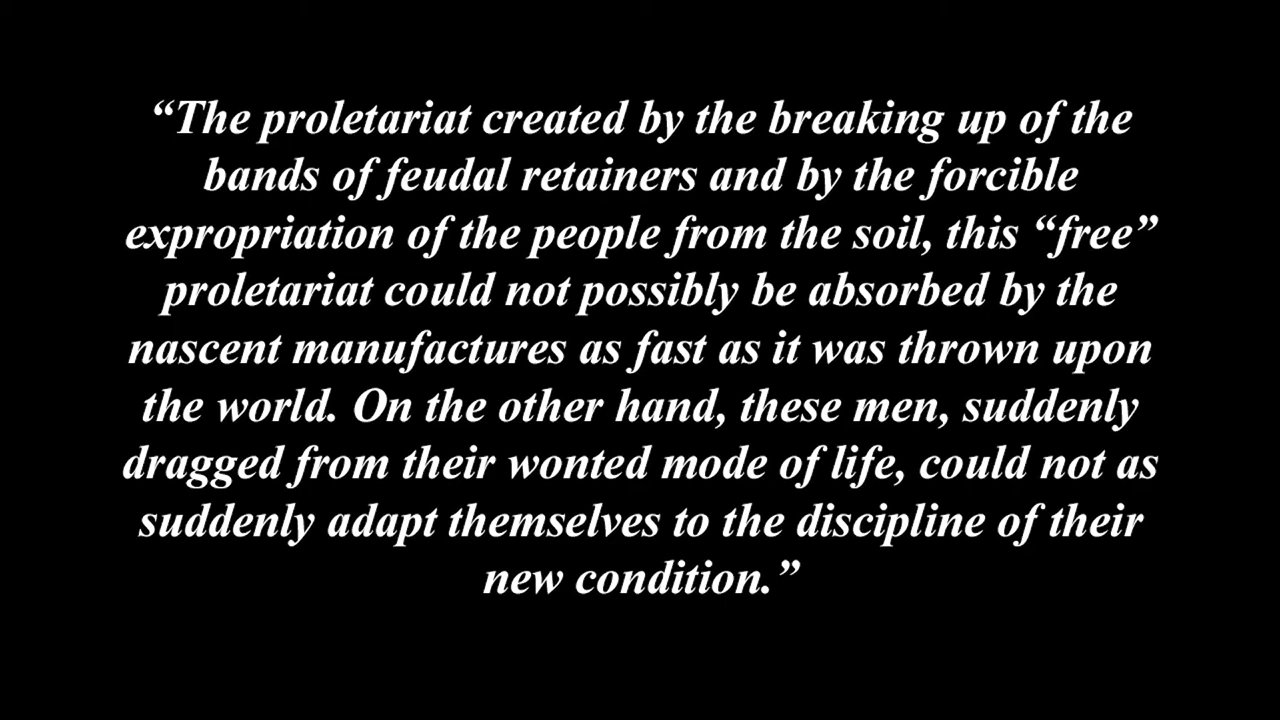 “The proletariat created by the breaking up of the
bands of feudal retainers and by the forcible
expropriation of the people from the soil, this “free”
proletariat could not possibly be absorbed by the
nascent manufactures as fast as it was thrown upon
the world. On the other hand, these men, suddenly
dragged from their wonted mode of life, could not as
suddenly adapt themselves to the discipline of their
new condition.”